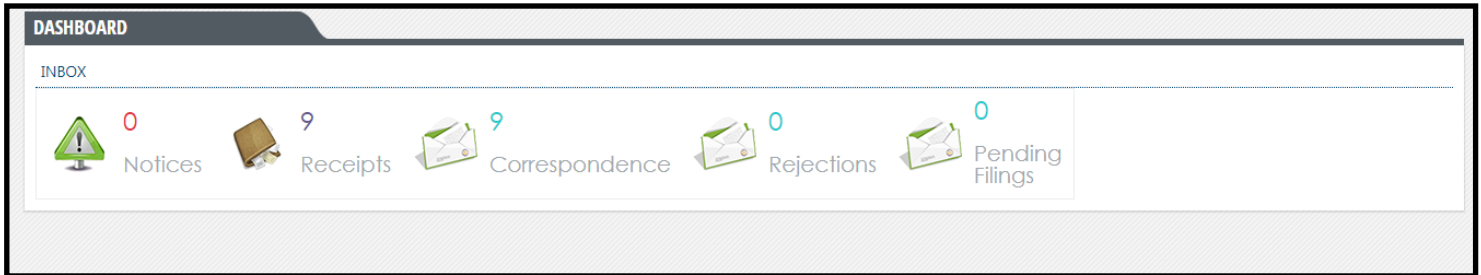 DASHBOARD
INBOX
0
Notices
9
Receipts
9
Correspondence
0
Rejections
0
Pending
Filings